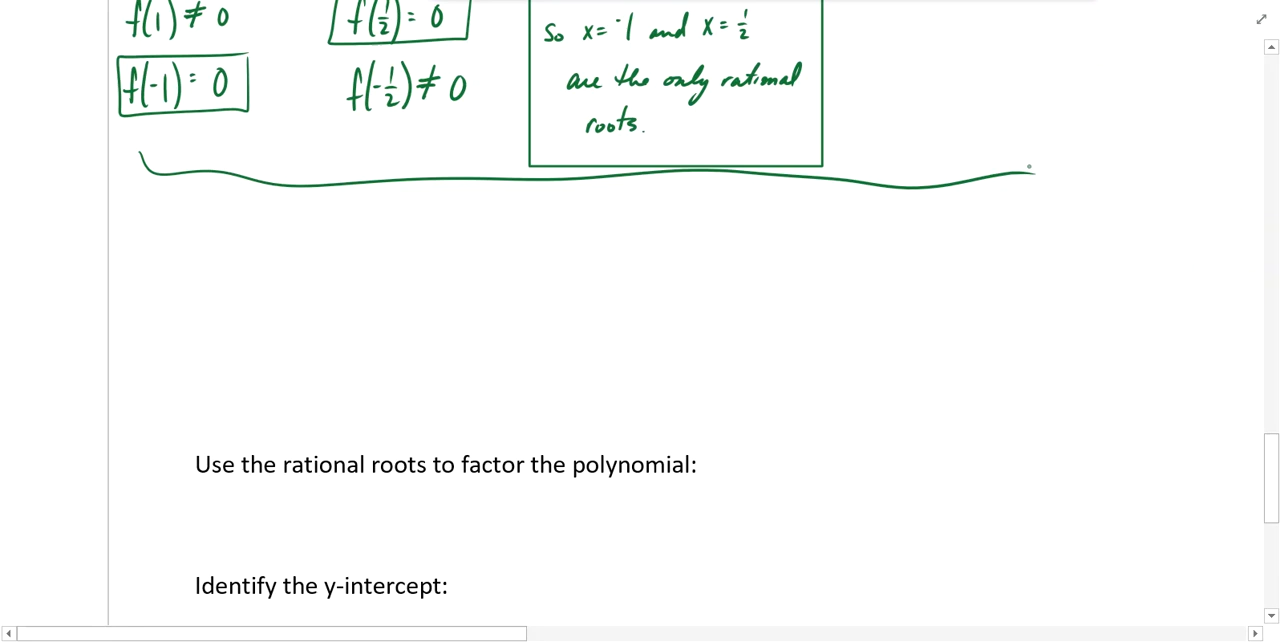 f(1) ≠ 0
f(1/2) = 0
So x = -1 and x = 1/2
f(-1) = 0
f(-1/2) ≠ 0
are the only rational
roots.
Use the rational roots to factor the polynomial:
Identify the y-intercept: